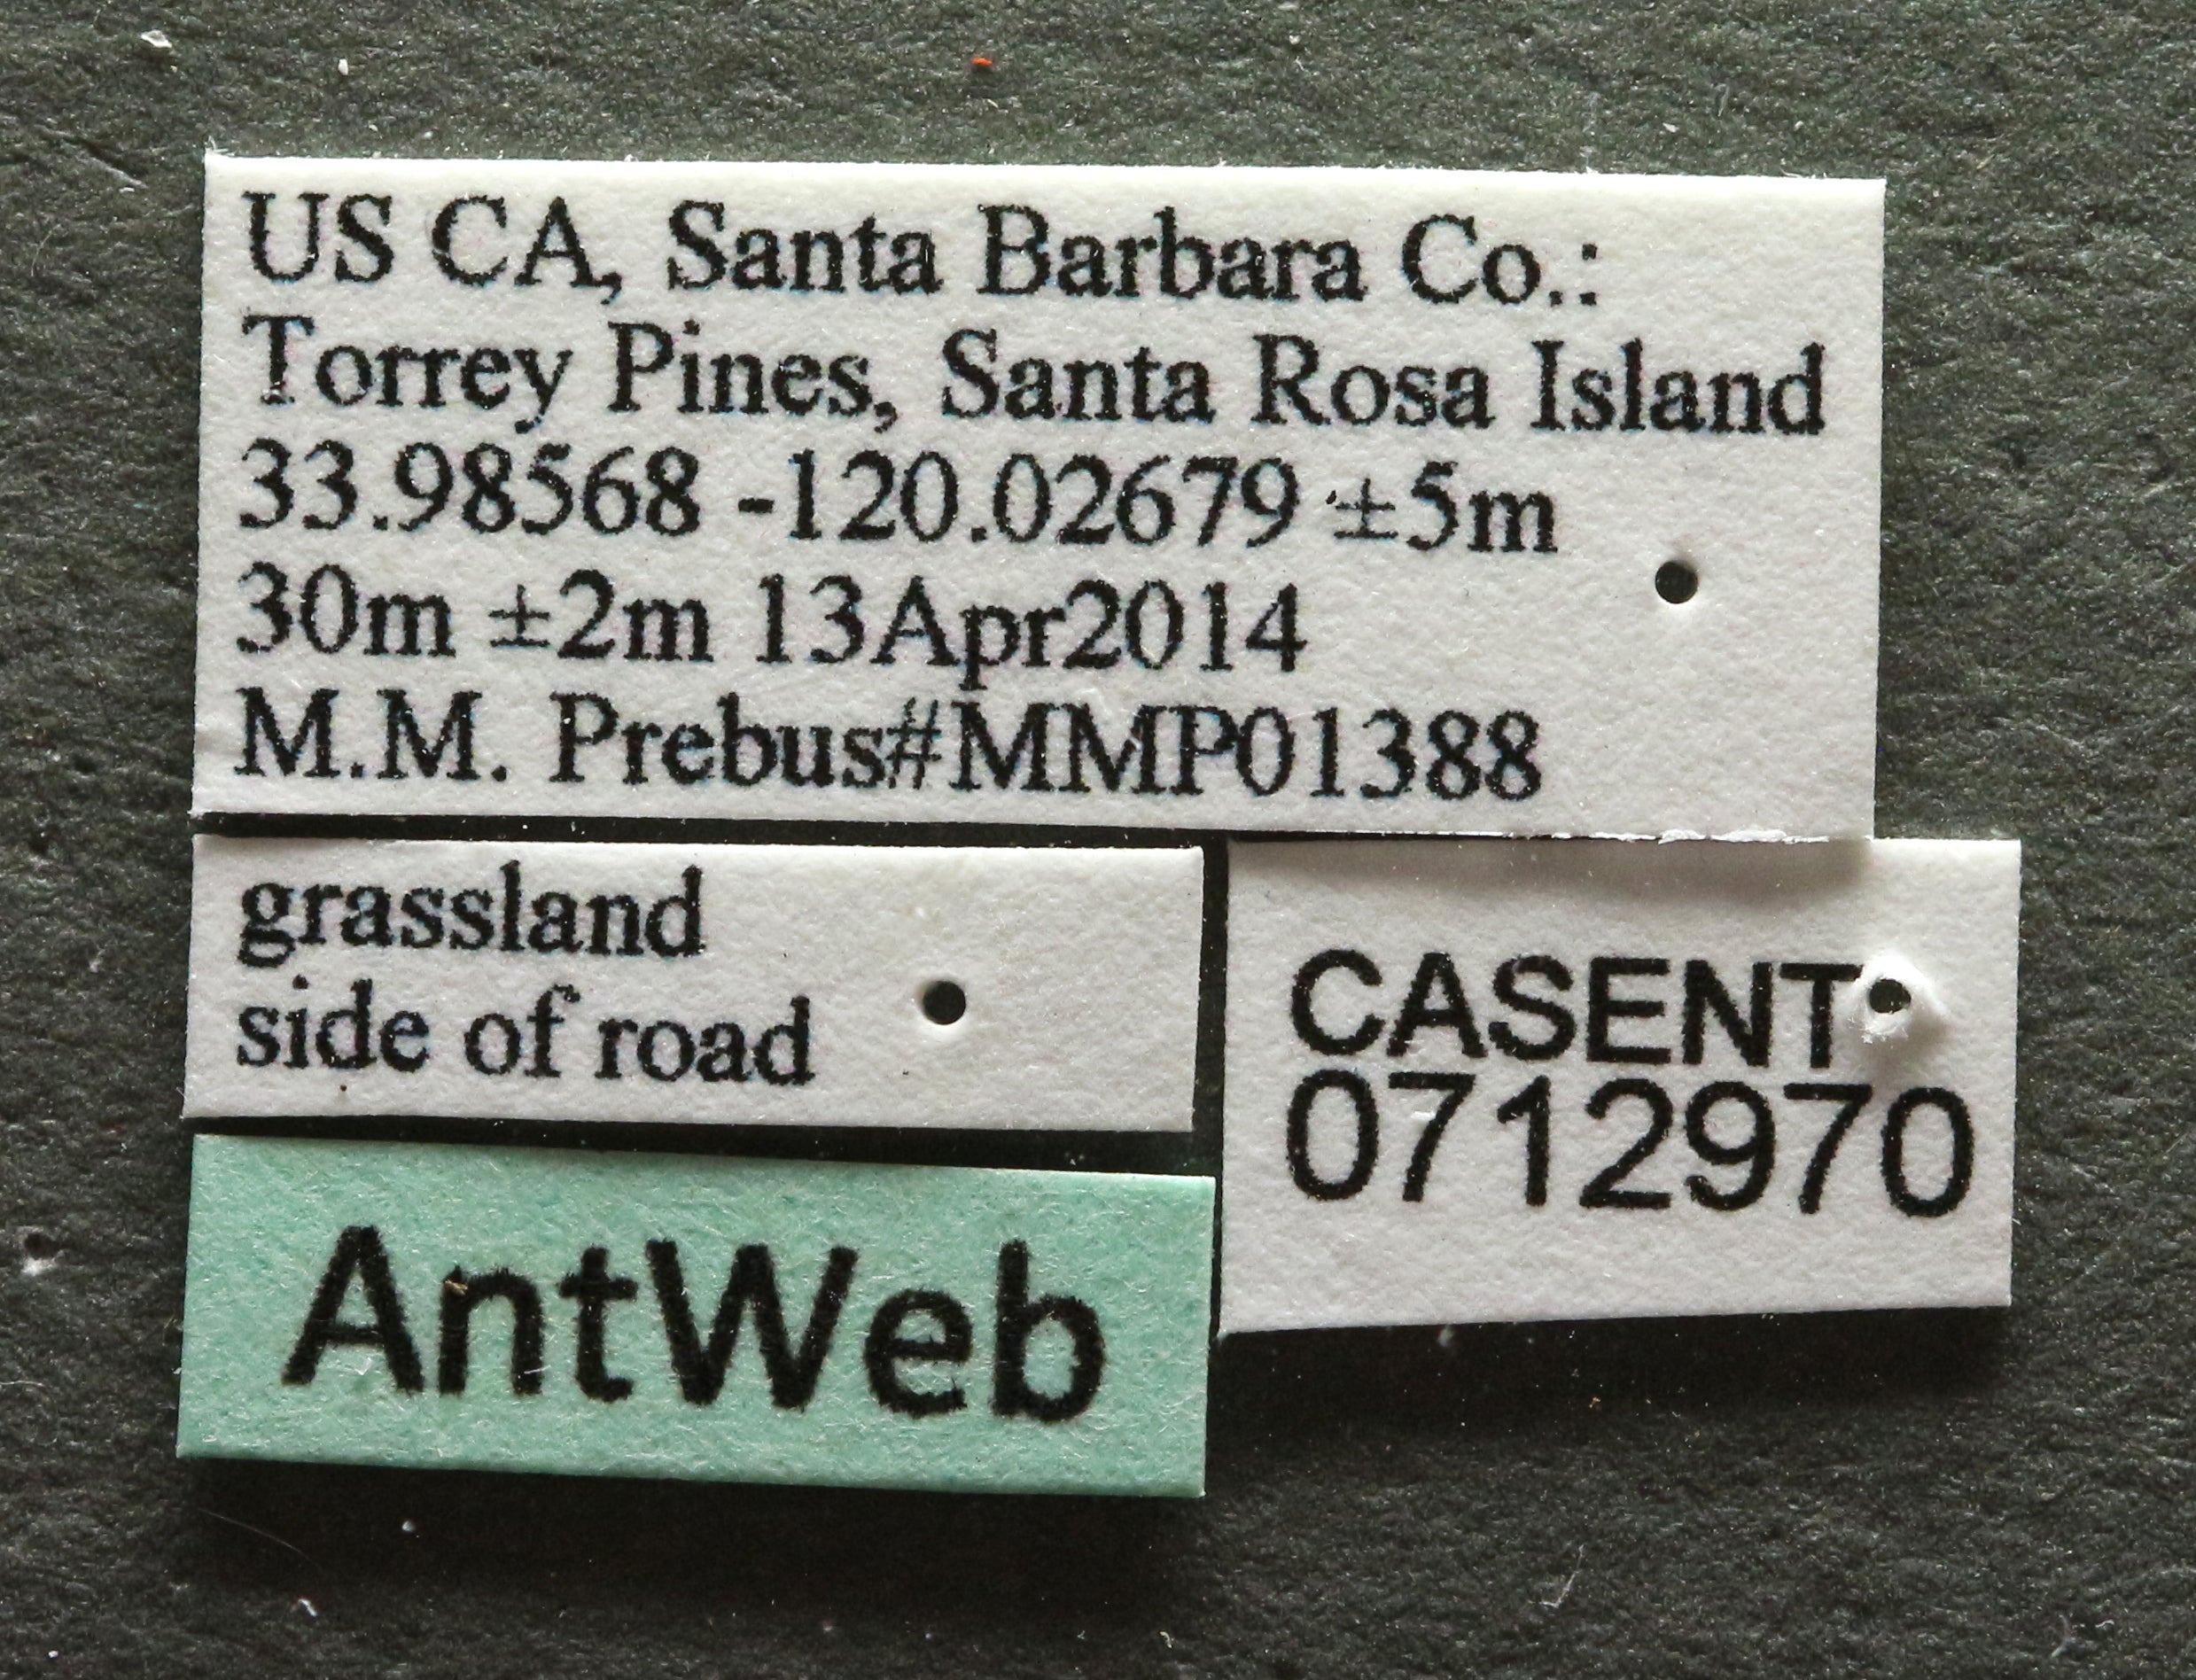 US CA, Santa Barbara Co.:
Torrey Pines, Santa Rosa Island
33.98568 -120.02679 ±5m
30m ±2m 13Apr2014
M.M. Prebus#MMP01388
grassland
side of road
CASENT
0712970
AntWeb